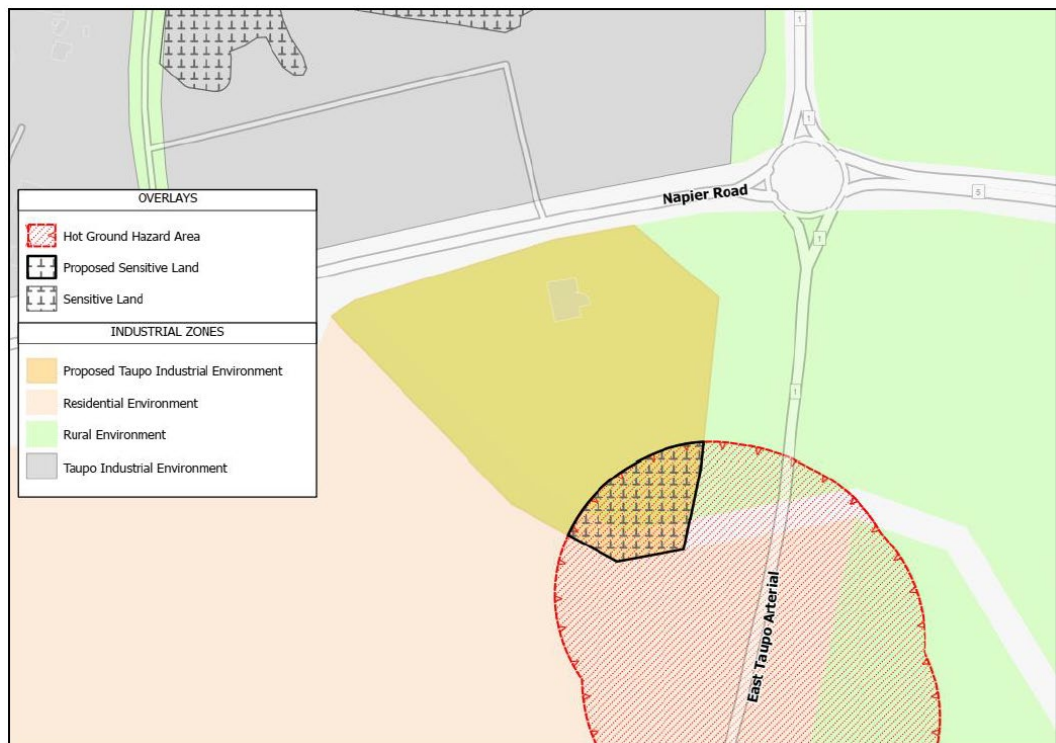 1
1
Napier Road
5
1
OVERLAYS
Hot Ground Hazard Area
Proposed Sensitive Land
Sensitive Land
INDUSTRIAL ZONES
Proposed Taupo Industrial Environment
Residential Environment
Rural Environment
Taupo Industrial Environment
1
East Taupo Arterial